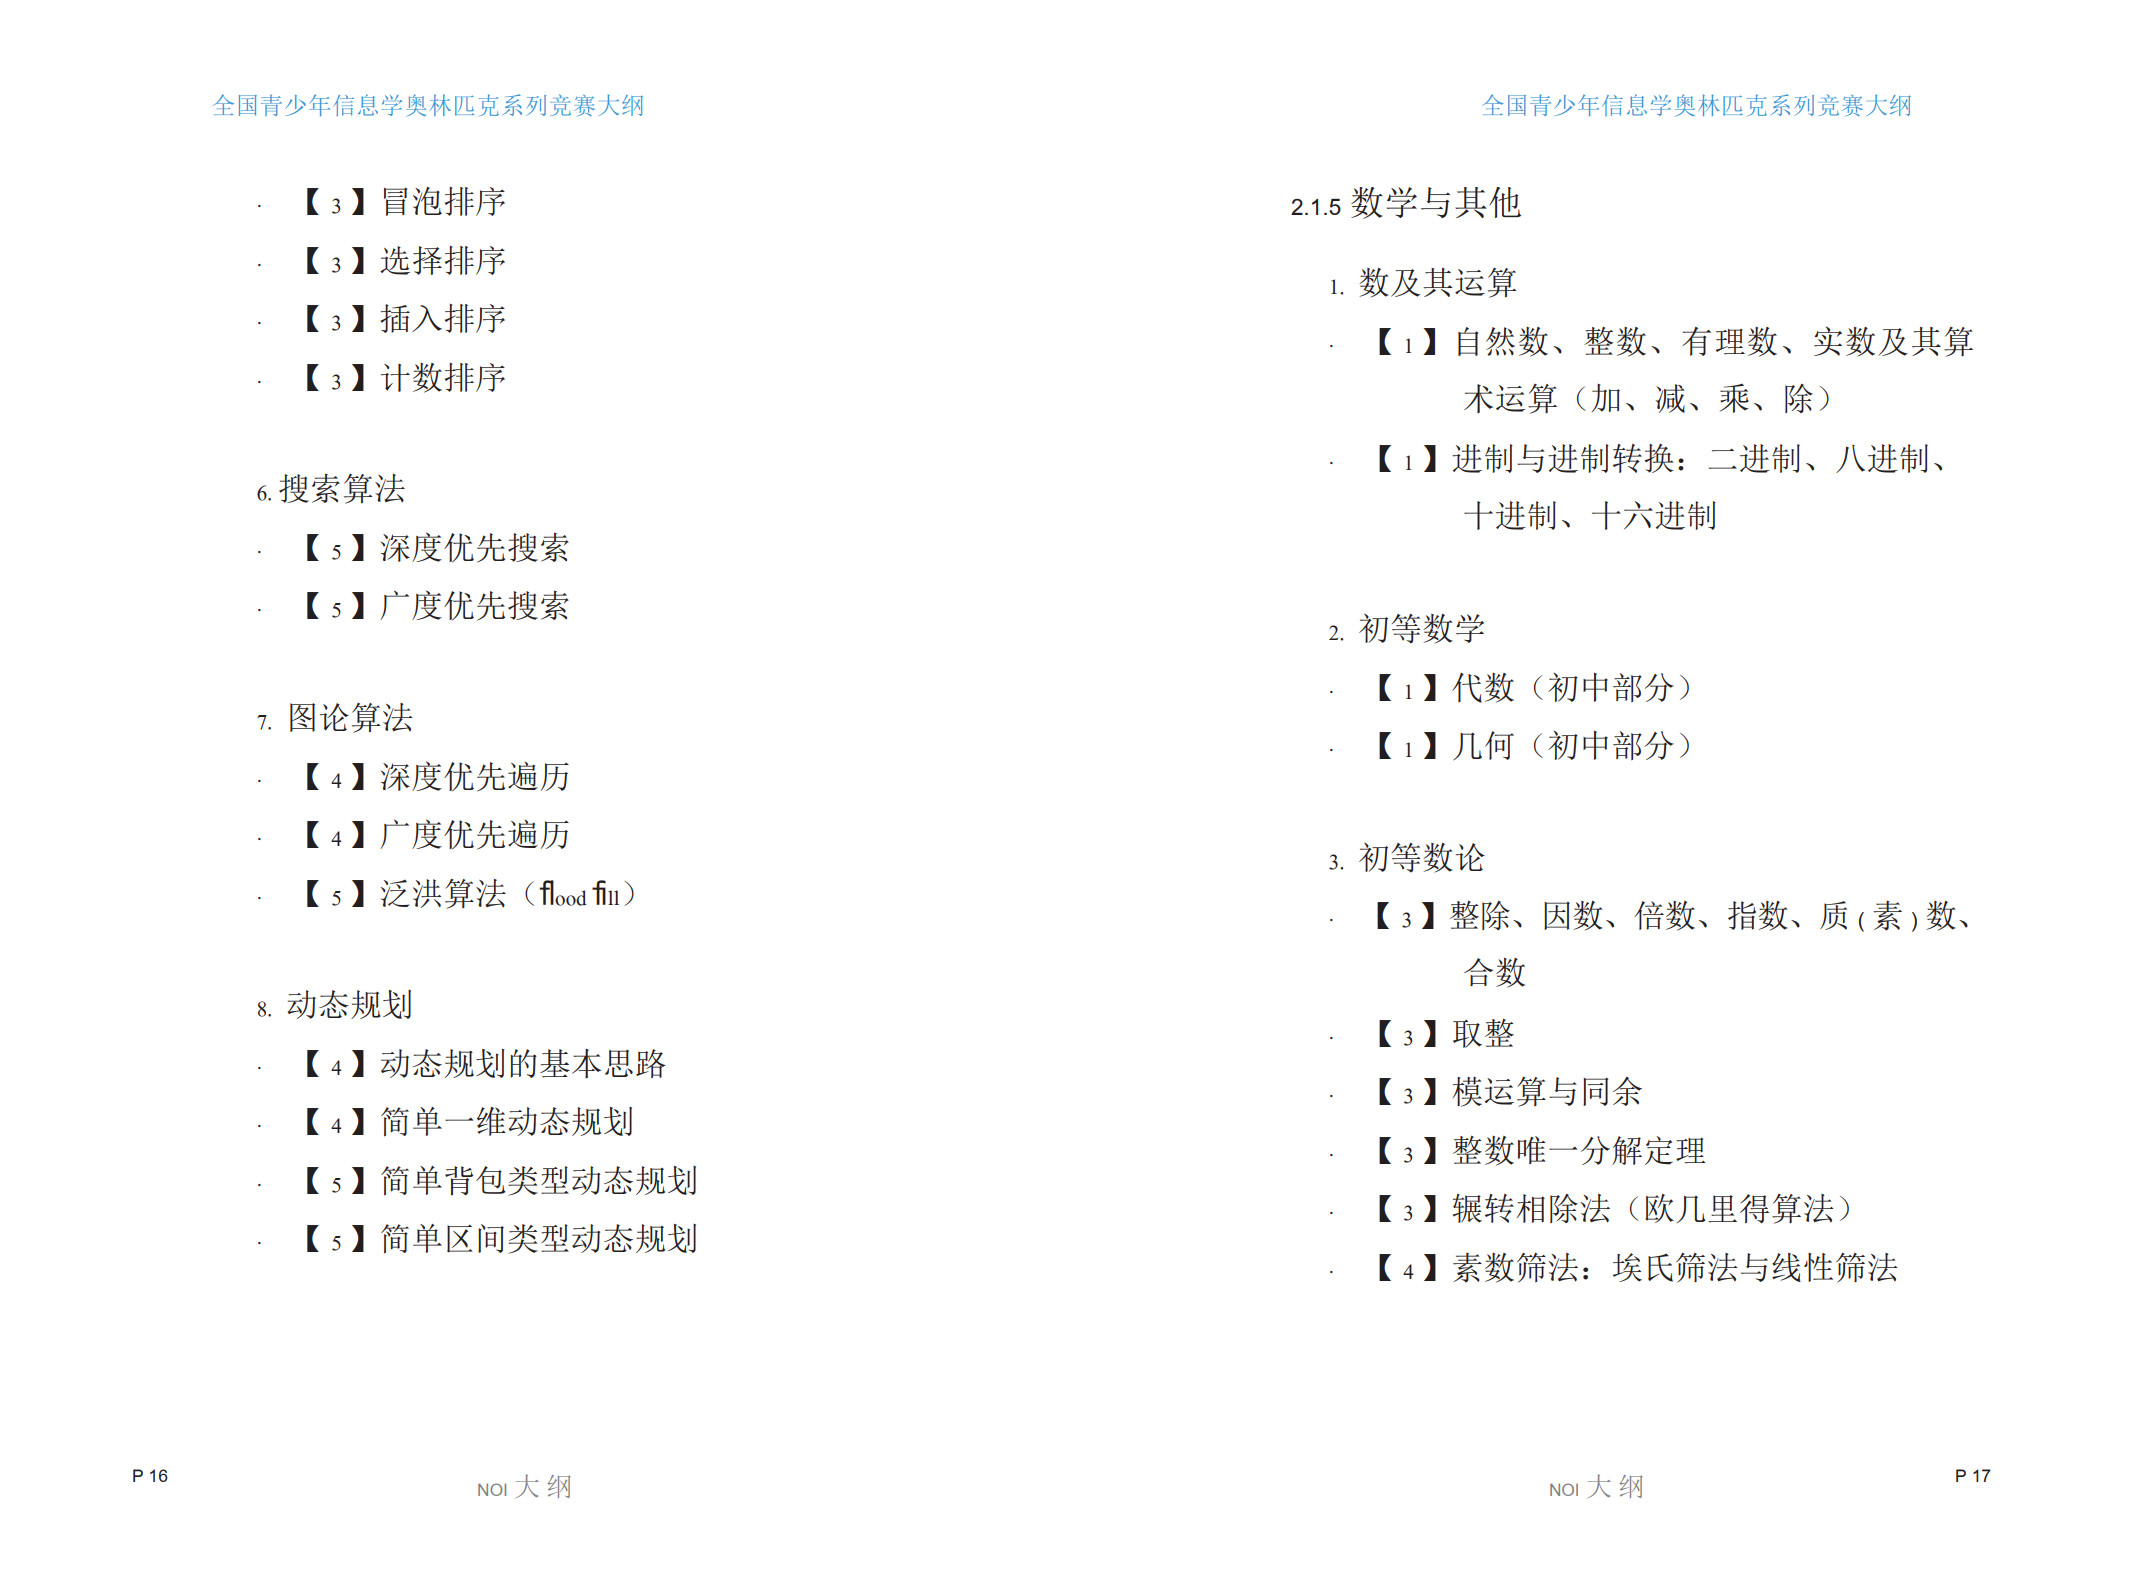 全国青少年信息学奥林匹克系列竞赛大纲
· 【 3 】冒泡排序
· 【 3 】选择排序
· 【 3 】插入排序
· 【 3 】计数排序
6. 搜索算法
· 【 5 】深度优先搜索
· 【 5 】广度优先搜索
7. 图论算法
· 【 4 】深度优先遍历
· 【 4 】广度优先遍历
· 【 5 】泛洪算法（flood fill）
8. 动态规划
· 【 4 】动态规划的基本思路
· 【 4 】简单一维动态规划
· 【 5 】简单背包类型动态规划
· 【 5 】简单区间类型动态规划
P 16
NOI 大 纲
全国青少年信息学奥林匹克系列竞赛大纲
2.1.5 数学与其他
1. 数及其运算
· 【 1 】自然数、整数、有理数、实数及其算
术运算（加、减、乘、除）
· 【 1 】进制与进制转换：二进制、八进制、
十进制、十六进制
2. 初等数学
· 【 1 】代数（初中部分）
· 【 1 】几何（初中部分）
3. 初等数论
· 【 3 】整除、因数、倍数、指数、质 ( 素 ) 数、
合数
· 【 3 】取整
· 【 3 】模运算与同余
· 【 3 】整数唯一分解定理
· 【 3 】辗转相除法（欧几里得算法）
· 【 4 】素数筛法：埃氏筛法与线性筛法
NOI 大 纲
P 17